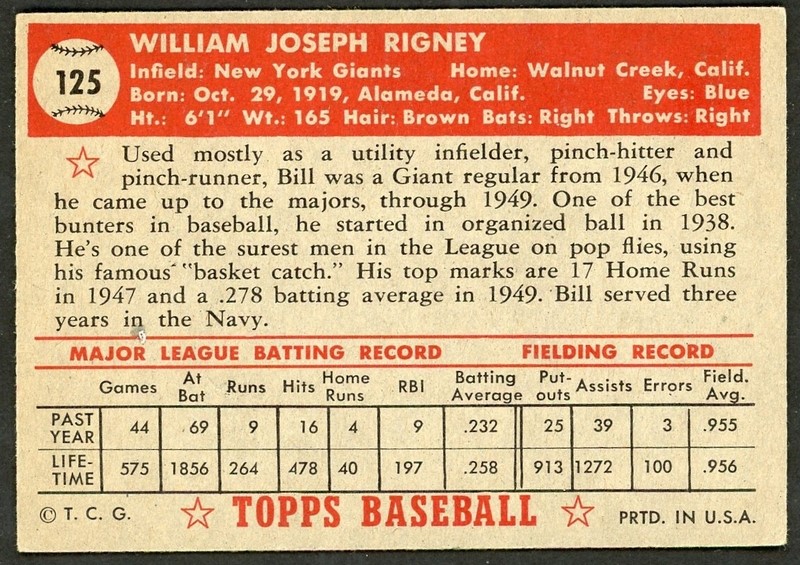 125
WILLIAM JOSEPH RIGNEY
Infield: New York Giants Home: Walnut Creek, Calif.
Born: Oct. 29, 1919, Alameda, Calif. Eyes: Blue
Ht.: 6'1" Wt.: 165 Hair: Brown Bats: Right Throws: Right
Used mostly as a utility infielder, pinch-hitter and
pinch-runner, Bill was a Giant regular from 1946, when
he came up to the majors, through 1949. One of the best
bunters in baseball, he started in organized ball in 1938.
He's one of the surest men in the League on pop flies, using
his famous "basket catch." His top marks are 17 Home Runs
in 1947 and a .278 batting average in 1949. Bill served three
years in the Navy.
MAJOR LEAGUE BATTING RECORD FIELDING RECORD
Games At Bat Runs Hits Home Runs RBI Batting Average Put-outs Assists Errors Field. Avg.
PAST YEAR 44 69 9 16 4 9 .232 25 39 3 .955
LIFE-TIME 575 1856 264 478 40 197 .258 913 1272 100 .956
© T. C. G. TOPPS BASEBALL PRTD. IN U.S.A.